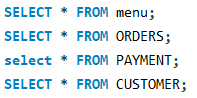 SELECT * FROM menu;
SELECT * FROM ORDERS;
select * FROM PAYMENT;
SELECT * FROM CUSTOMER;